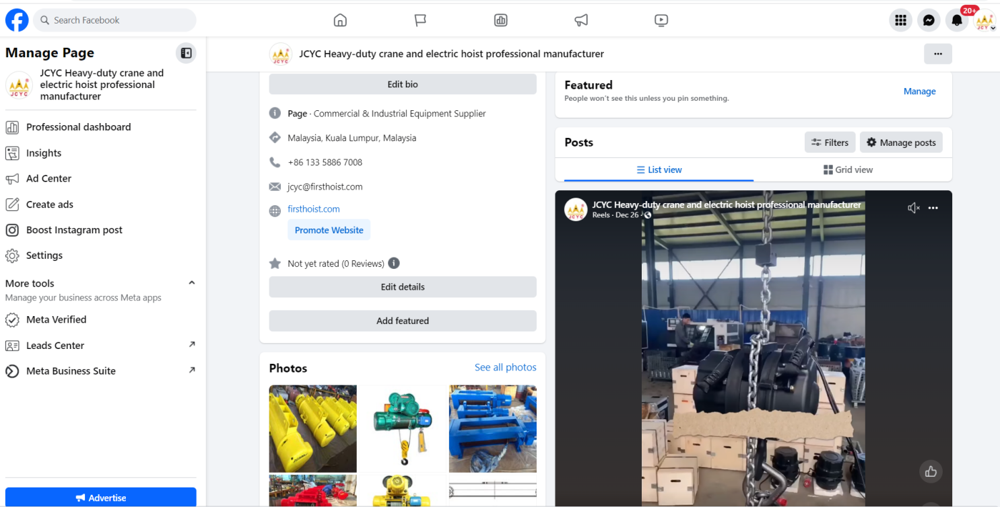 Search Facebook
20+
Manage Page
JCYC Heavy-duty crane and
electric hoist professional
manufacturer
Professional dashboard
Insights
Ad Center
Create ads
Boost Instagram post
Settings
More tools
Manage your business across Meta apps
Meta Verified
Leads Center
Meta Business Suite
Advertise
JCYC Heavy-duty crane and electric hoist professional manufacturer
Edit bio
Page · Commercial & Industrial Equipment Supplier
Malaysia, Kuala Lumpur, Malaysia
+86 133 5886 7008
jcyc@firsthoist.com
firsthoist.com
Promote Website
Not yet rated (0 Reviews)
Edit details
Add featured
Photos
See all photos
Featured
Manage
People won't see this unless you pin something.
Posts
Filters
Manage posts
List view
Grid view
JCYC Heavy-duty crane and electric hoist professional manufacturer
Reels · Dec 26 ·
JCYC
JCYC
JCYC
JCYC